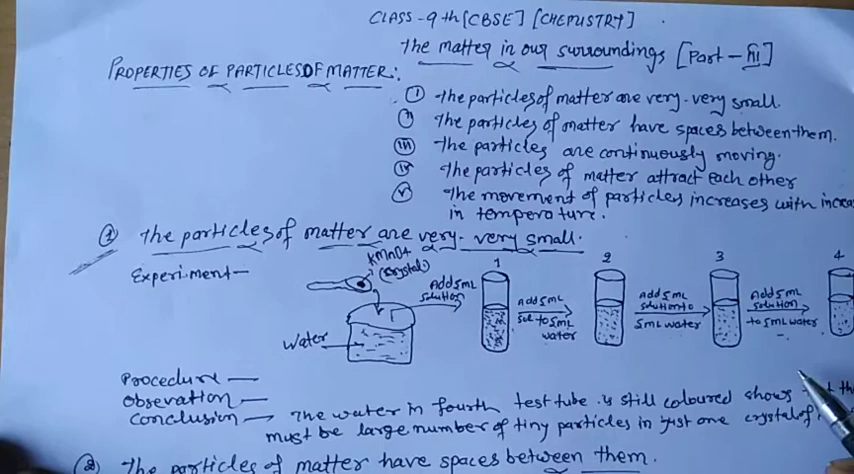 CLASS-9th [CBSE] [CHEMISTRY]
The matter in our surroundings [Part-
PROPERTIES OF PARTICLES OF MATTER:
(i) The particles of matter are very-very small.
(ii) The particles of matter have spaces between them.
(iii) The particles are continuously moving.
(iv) The particles of matter attract each other
(v) The movement of particles increases with
in temperature.
(1) The particles of matter are very-very small.
Experiment-
KMnO4
(crystal)
Water
Add 5mL
solution
1
Add 5mL
sol to 5mL
water
2
Add 5mL
solution to
5mL water
3
Add 5mL
solution
to 5mL water
4
Procedure —
Obsevation —
Conclusion → The water in fourth test tube is still coloured shows
must be large number of tiny particles in just one crystal of
(2) The particles of matter have spaces between them.